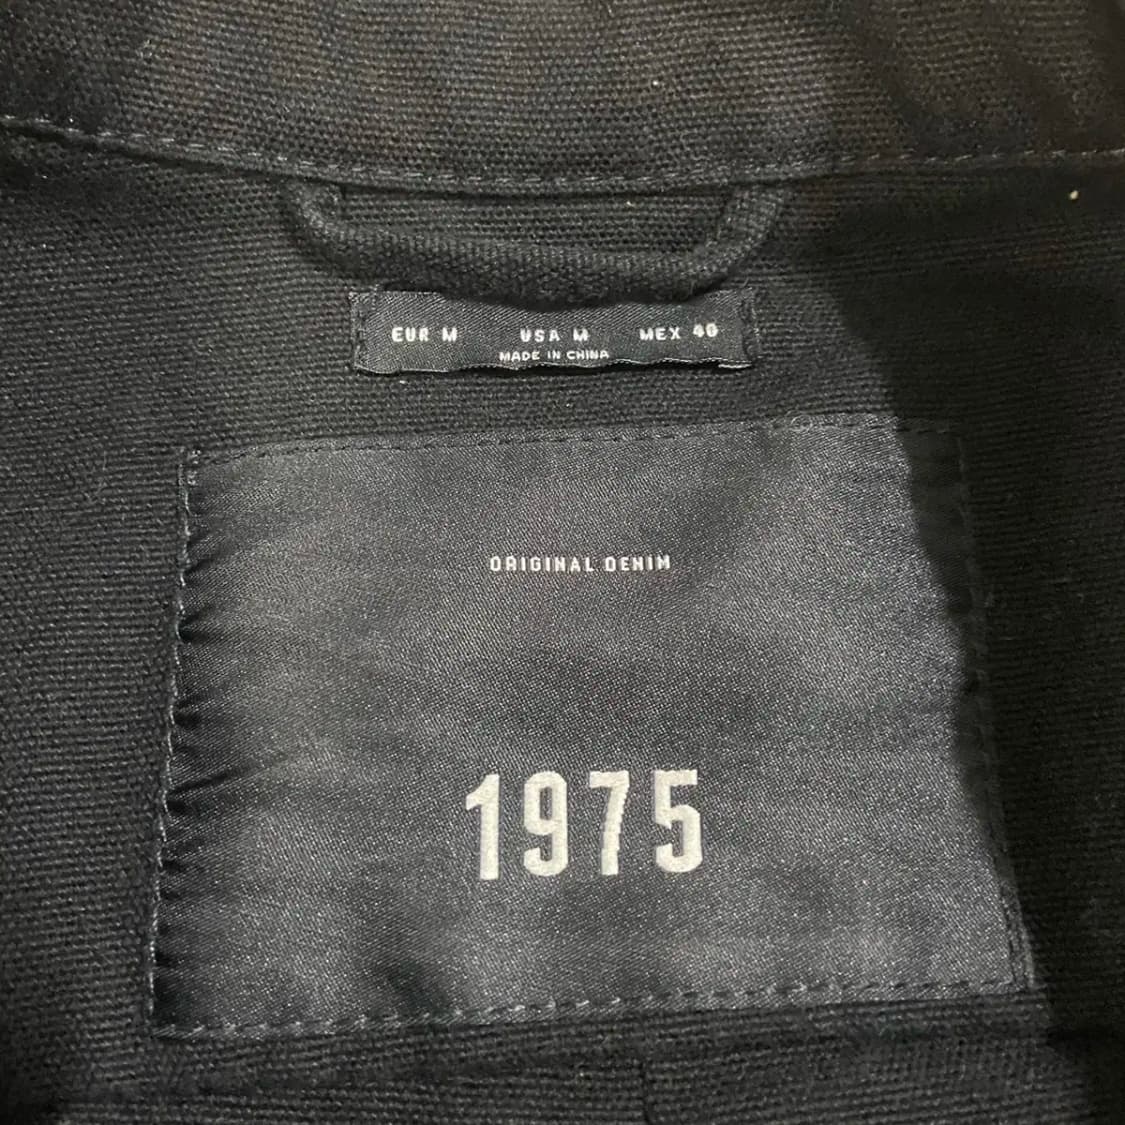 EUR M USA M MEX 40
MADE IN CHINA
ORIGINAL DENIM
1975